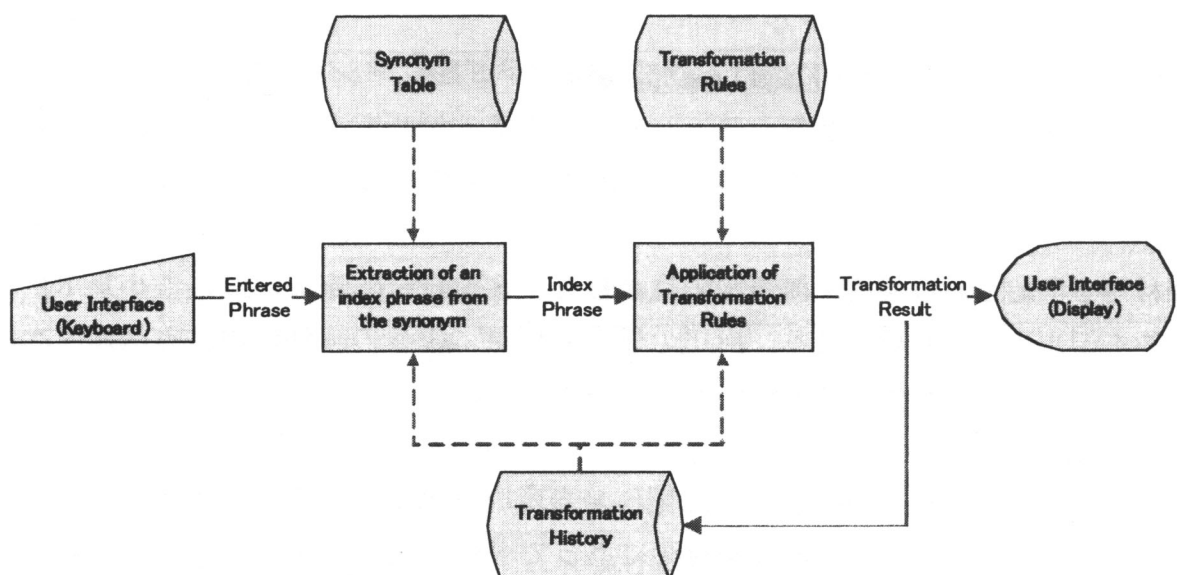 Synonym
Table
Transformation
Rules
User Interface
(Keyboard)
Entered
Phrase
Extraction of an
index phrase from
the synonym
Index
Phrase
Application of
Transformation
Rules
Transformation
Result
User Interface
(Display)
Transformation
History